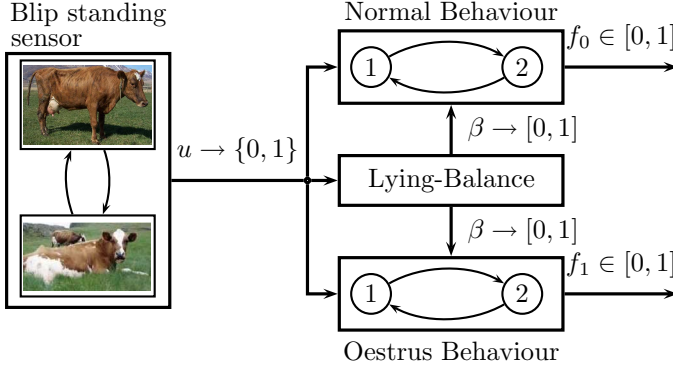 Blip standing
sensor
Normal Behaviour
1
2
f₀ ∈ [0, 1]
u → {0, 1}
β → [0, 1]
Lying-Balance
β → [0, 1]
1
2
f₁ ∈ [0, 1]
Oestrus Behaviour